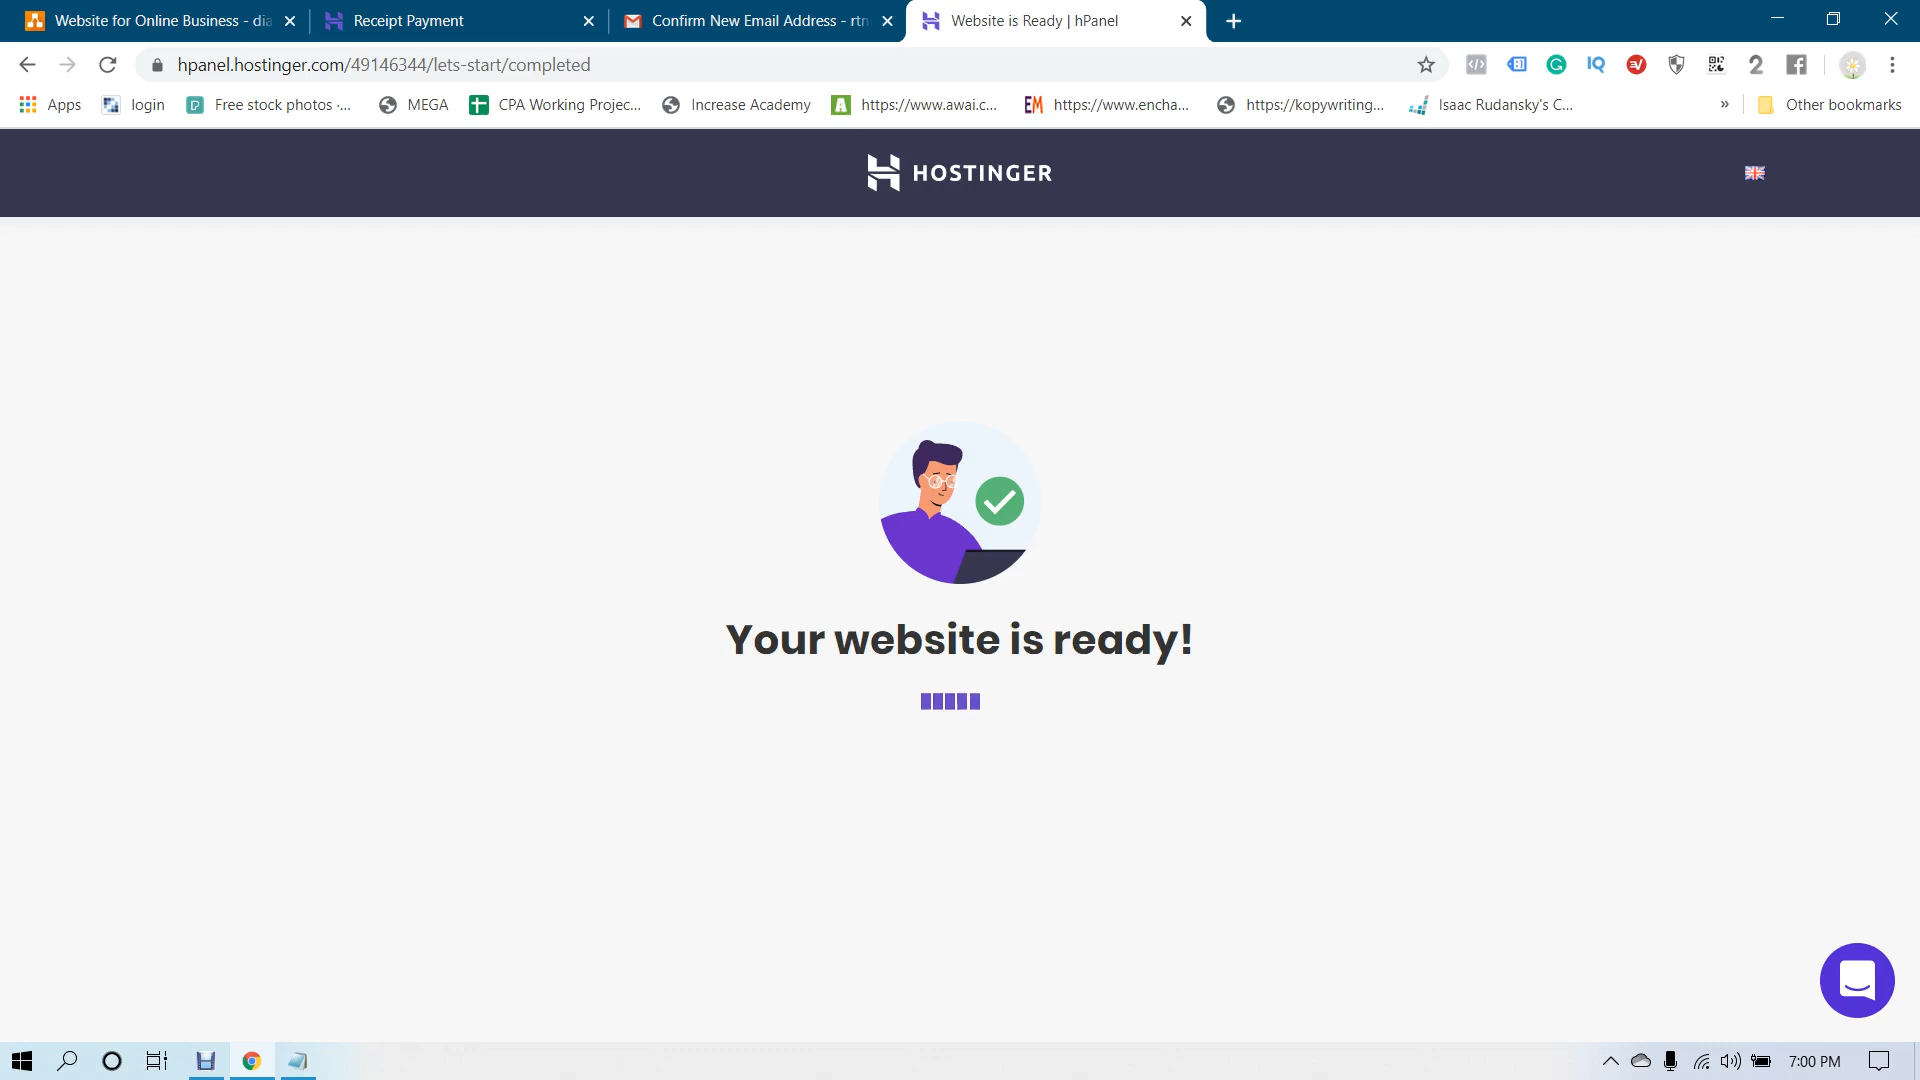 Website for Online Business - dia
Receipt Payment
Confirm New Email Address - rtn
Website is Ready | hPanel
hpanel.hostinger.com/49146344/lets-start/completed
Apps
login
Free stock photos ·...
MEGA
CPA Working Projec...
Increase Academy
https://www.awai.c...
EM
https://www.encha...
https://kopywriting...
Isaac Rudansky's C...
»
Other bookmarks
HOSTINGER
Your website is ready!
7:00 PM